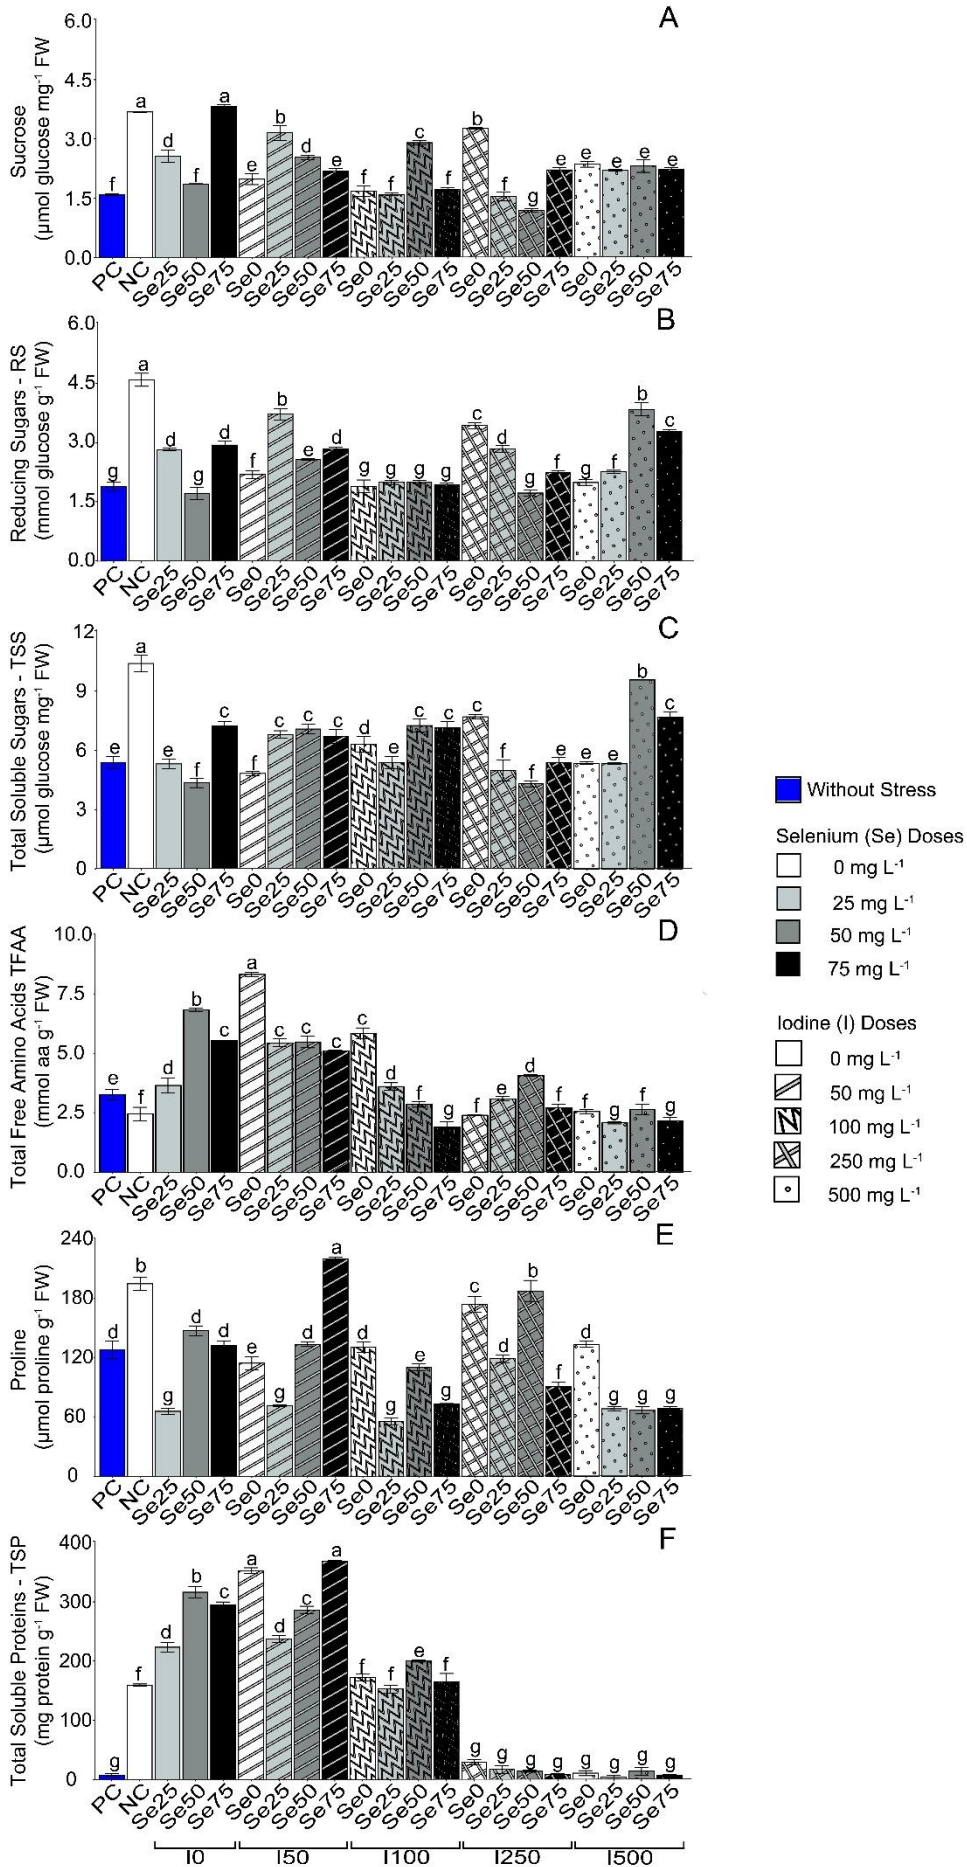 A
Sucrose
(µmol glucose mg⁻¹ FW
6.0
4.5
3.0
1.5
0.0
f a d f a e b d e f f c f b f g e e e e e
PC NC Se25 Se50 Se75 Se0 Se25 Se50 Se75 Se0 Se25 Se50 Se75 Se0 Se25 Se50 Se75 Se0 Se25 Se50 Se75
B
Reducing Sugars - RS
(mmol glucose g⁻¹ FW)
6.0
4.5
3.0
1.5
0.0
g a d g d f b e d g g g g c d g f g f b c
PC NC Se25 Se50 Se75 Se0 Se25 Se50 Se75 Se0 Se25 Se50 Se75 Se0 Se25 Se50 Se75 Se0 Se25 Se50 Se75
C
Total Soluble Sugars - TSS
(µmol glucose mg⁻¹ FW)
12
9
6
3
0
e a e f c f c c c d e c c c f f e e e b c
PC NC Se25 Se50 Se75 Se0 Se25 Se50 Se75 Se0 Se25 Se50 Se75 Se0 Se25 Se50 Se75 Se0 Se25 Se50 Se75
D
Total Free Amino Acids TFAA
(mmol aa g⁻¹ FW)
10.0
7.5
5.0
2.5
0.0
e f d b c a c c c c d f g f e d f f g f g
PC NC Se25 Se50 Se75 Se0 Se25 Se50 Se75 Se0 Se25 Se50 Se75 Se0 Se25 Se50 Se75 Se0 Se25 Se50 Se75
E
Proline
(µmol proline g⁻¹ FW)
240
180
120
60
0
d b g d d e g d a d g e g c d b f d g g g
PC NC Se25 Se50 Se75 Se0 Se25 Se50 Se75 Se0 Se25 Se50 Se75 Se0 Se25 Se50 Se75 Se0 Se25 Se50 Se75
F
Total Soluble Proteins - TSP
(mg protein g⁻¹ FW)
400
300
200
100
0
g f d b c a d c a f f e f g g g g g g g g
PC NC Se25 Se50 Se75 Se0 Se25 Se50 Se75 Se0 Se25 Se50 Se75 Se0 Se25 Se50 Se75 Se0 Se25 Se50 Se75
I0 I50 I100 I250 I500
Without Stress
Selenium (Se) Doses
0 mg L⁻¹
25 mg L⁻¹
50 mg L⁻¹
75 mg L⁻¹
Iodine (I) Doses
0 mg L⁻¹
50 mg L⁻¹
100 mg L⁻¹
250 mg L⁻¹
500 mg L⁻¹